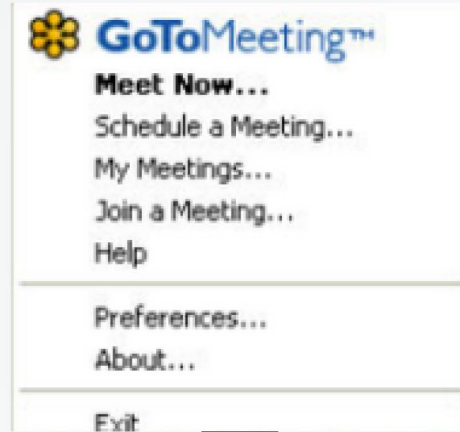 GoToMeeting™
Meet Now...
Schedule a Meeting...
My Meetings...
Join a Meeting...
Help
Preferences...
About...
Exit